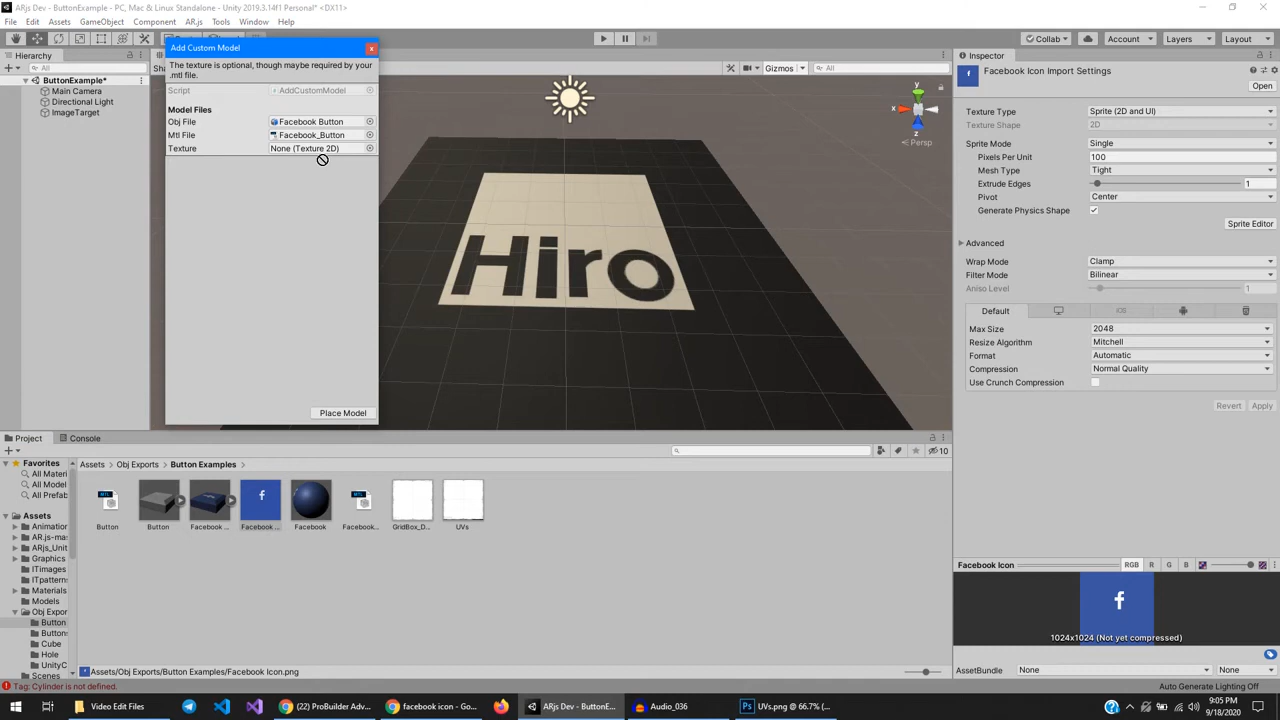 ARjs Dev - ButtonExample - PC, Mac & Linux Standalone - Unity 2019.3.14f1 Personal* <DX11>
File Edit Assets GameObject Component AR.js Tools Window Help
Collab Account Layers Layout
Hierarchy
All
ButtonExample*
Main Camera
Directional Light
ImageTarget
Add Custom Model
x
The texture is optional, though maybe required by your
.mtl file.
Script AddCustomModel
Model Files
Obj File Facebook Button
Mtl File Facebook_Button
Texture None (Texture 2D)
Place Model
Gizmos All
y
x
z
Persp
Hiro
Inspector
Facebook Icon Import Settings
Open
Texture Type Sprite (2D and UI)
Texture Shape 2D
Sprite Mode Single
Pixels Per Unit 100
Mesh Type Tight
Extrude Edges 1
Pivot Center
Generate Physics Shape
Sprite Editor
Advanced
Wrap Mode Clamp
Filter Mode Bilinear
Aniso Level 1
Default
Max Size 2048
Resize Algorithm Mitchell
Format Automatic
Compression Normal Quality
Use Crunch Compression
Revert Apply
Project Console
10
Favorites
All Materi
All Model
All Prefab
Assets
Animation
AR.js-mas
ARjs_Unit
Graphics
ITimages
ITpatterns
Materials
Models
Obj Expor
Button
Button
Cube
Hole
UnityC
Scenes
Assets Obj Exports Button Examples
Button Button Facebook ... Facebook ... Facebook Facebook... GridBox_D... UVs
Assets/Obj Exports/Button Examples/Facebook Icon.png
Facebook Icon RGB R G B
f
1024x1024 (Not yet compressed)
AssetBundle None None
Tag: Cylinder is not defined.
Auto Generate Lighting Off
Video Edit Files
(22) ProBuilder Adv...
facebook icon - Go...
ARjs Dev - ButtonE...
Audio_036
UVs.png @ 66.7% (...
9:05 PM
9/18/2020